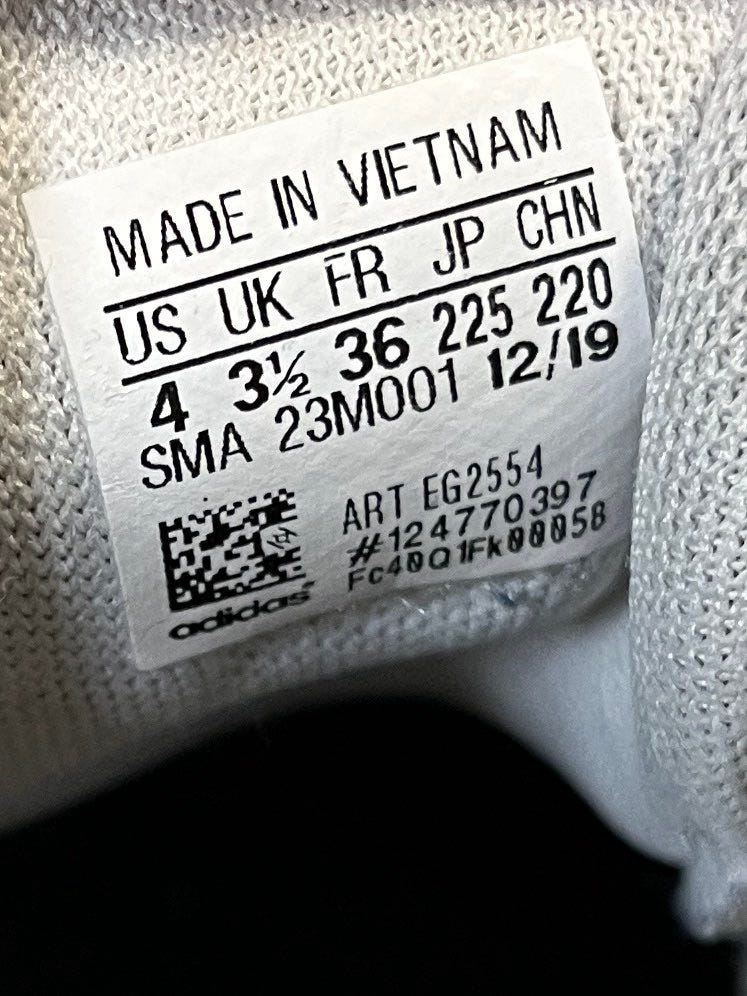 MADE IN VIETNAM
US UK FR JP CHN
4 3½ 36 225 220
SMA 23M001 12/19
ART EG2554
#124770397
Fc40Q1Fk00058
adidas